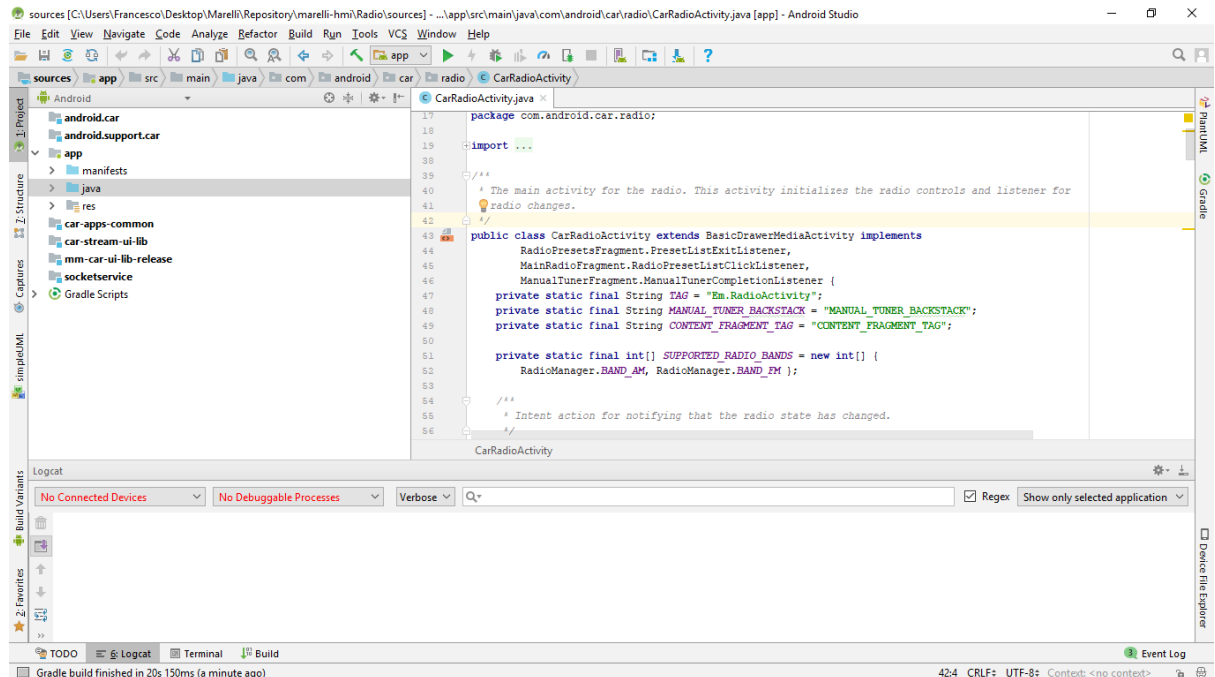 sources [C:\Users\Francesco\Desktop\Marelli\Repository\marelli-hmi\Radio\sources] - ...\app\src\main\java\com\android\car\radio\CarRadioActivity.java [app] - Android Studio
File Edit View Navigate Code Analyze Refactor Build Run Tools VCS Window Help
app
sources app src main java com android car radio CarRadioActivity
Android
CarRadioActivity.java
1: Project
7: Structure
Captures
simpleUML
Build Variants
2: Favorites
android.car
android.support.car
app
manifests
java
res
car-apps-common
car-stream-ui-lib
mm-car-ui-lib-release
socketservice
Gradle Scripts
17 package com.android.car.radio;
18
19 import ...
38
39 /**
40 * The main activity for the radio. This activity initializes the radio controls and listener for
41 radio changes.
42 */
43 public class CarRadioActivity extends BasicDrawerMediaActivity implements
44 RadioPresetsFragment.PresetListExitListener,
45 MainRadioFragment.RadioPresetListClickListener,
46 ManualTunerFragment.ManualTunerCompletionListener {
47 private static final String TAG = "Em.RadioActivity";
48 private static final String MANUAL_TUNER_BACKSTACK = "MANUAL_TUNER_BACKSTACK";
49 private static final String CONTENT_FRAGMENT_TAG = "CONTENT_FRAGMENT_TAG";
50
51 private static final int[] SUPPORTED_RADIO_BANDS = new int[] {
52 RadioManager.BAND_AM, RadioManager.BAND_FM };
53
54 /**
55 * Intent action for notifying that the radio state has changed.
56 */
CarRadioActivity
PlantUML
Gradle
Device File Explorer
Logcat
No Connected Devices No Debuggable Processes Verbose Regex Show only selected application
TODO 6: Logcat Terminal Build 3 Event Log
Gradle build finished in 20s 150ms (a minute ago) 42:4 CRLF UTF-8 Context: <no context>